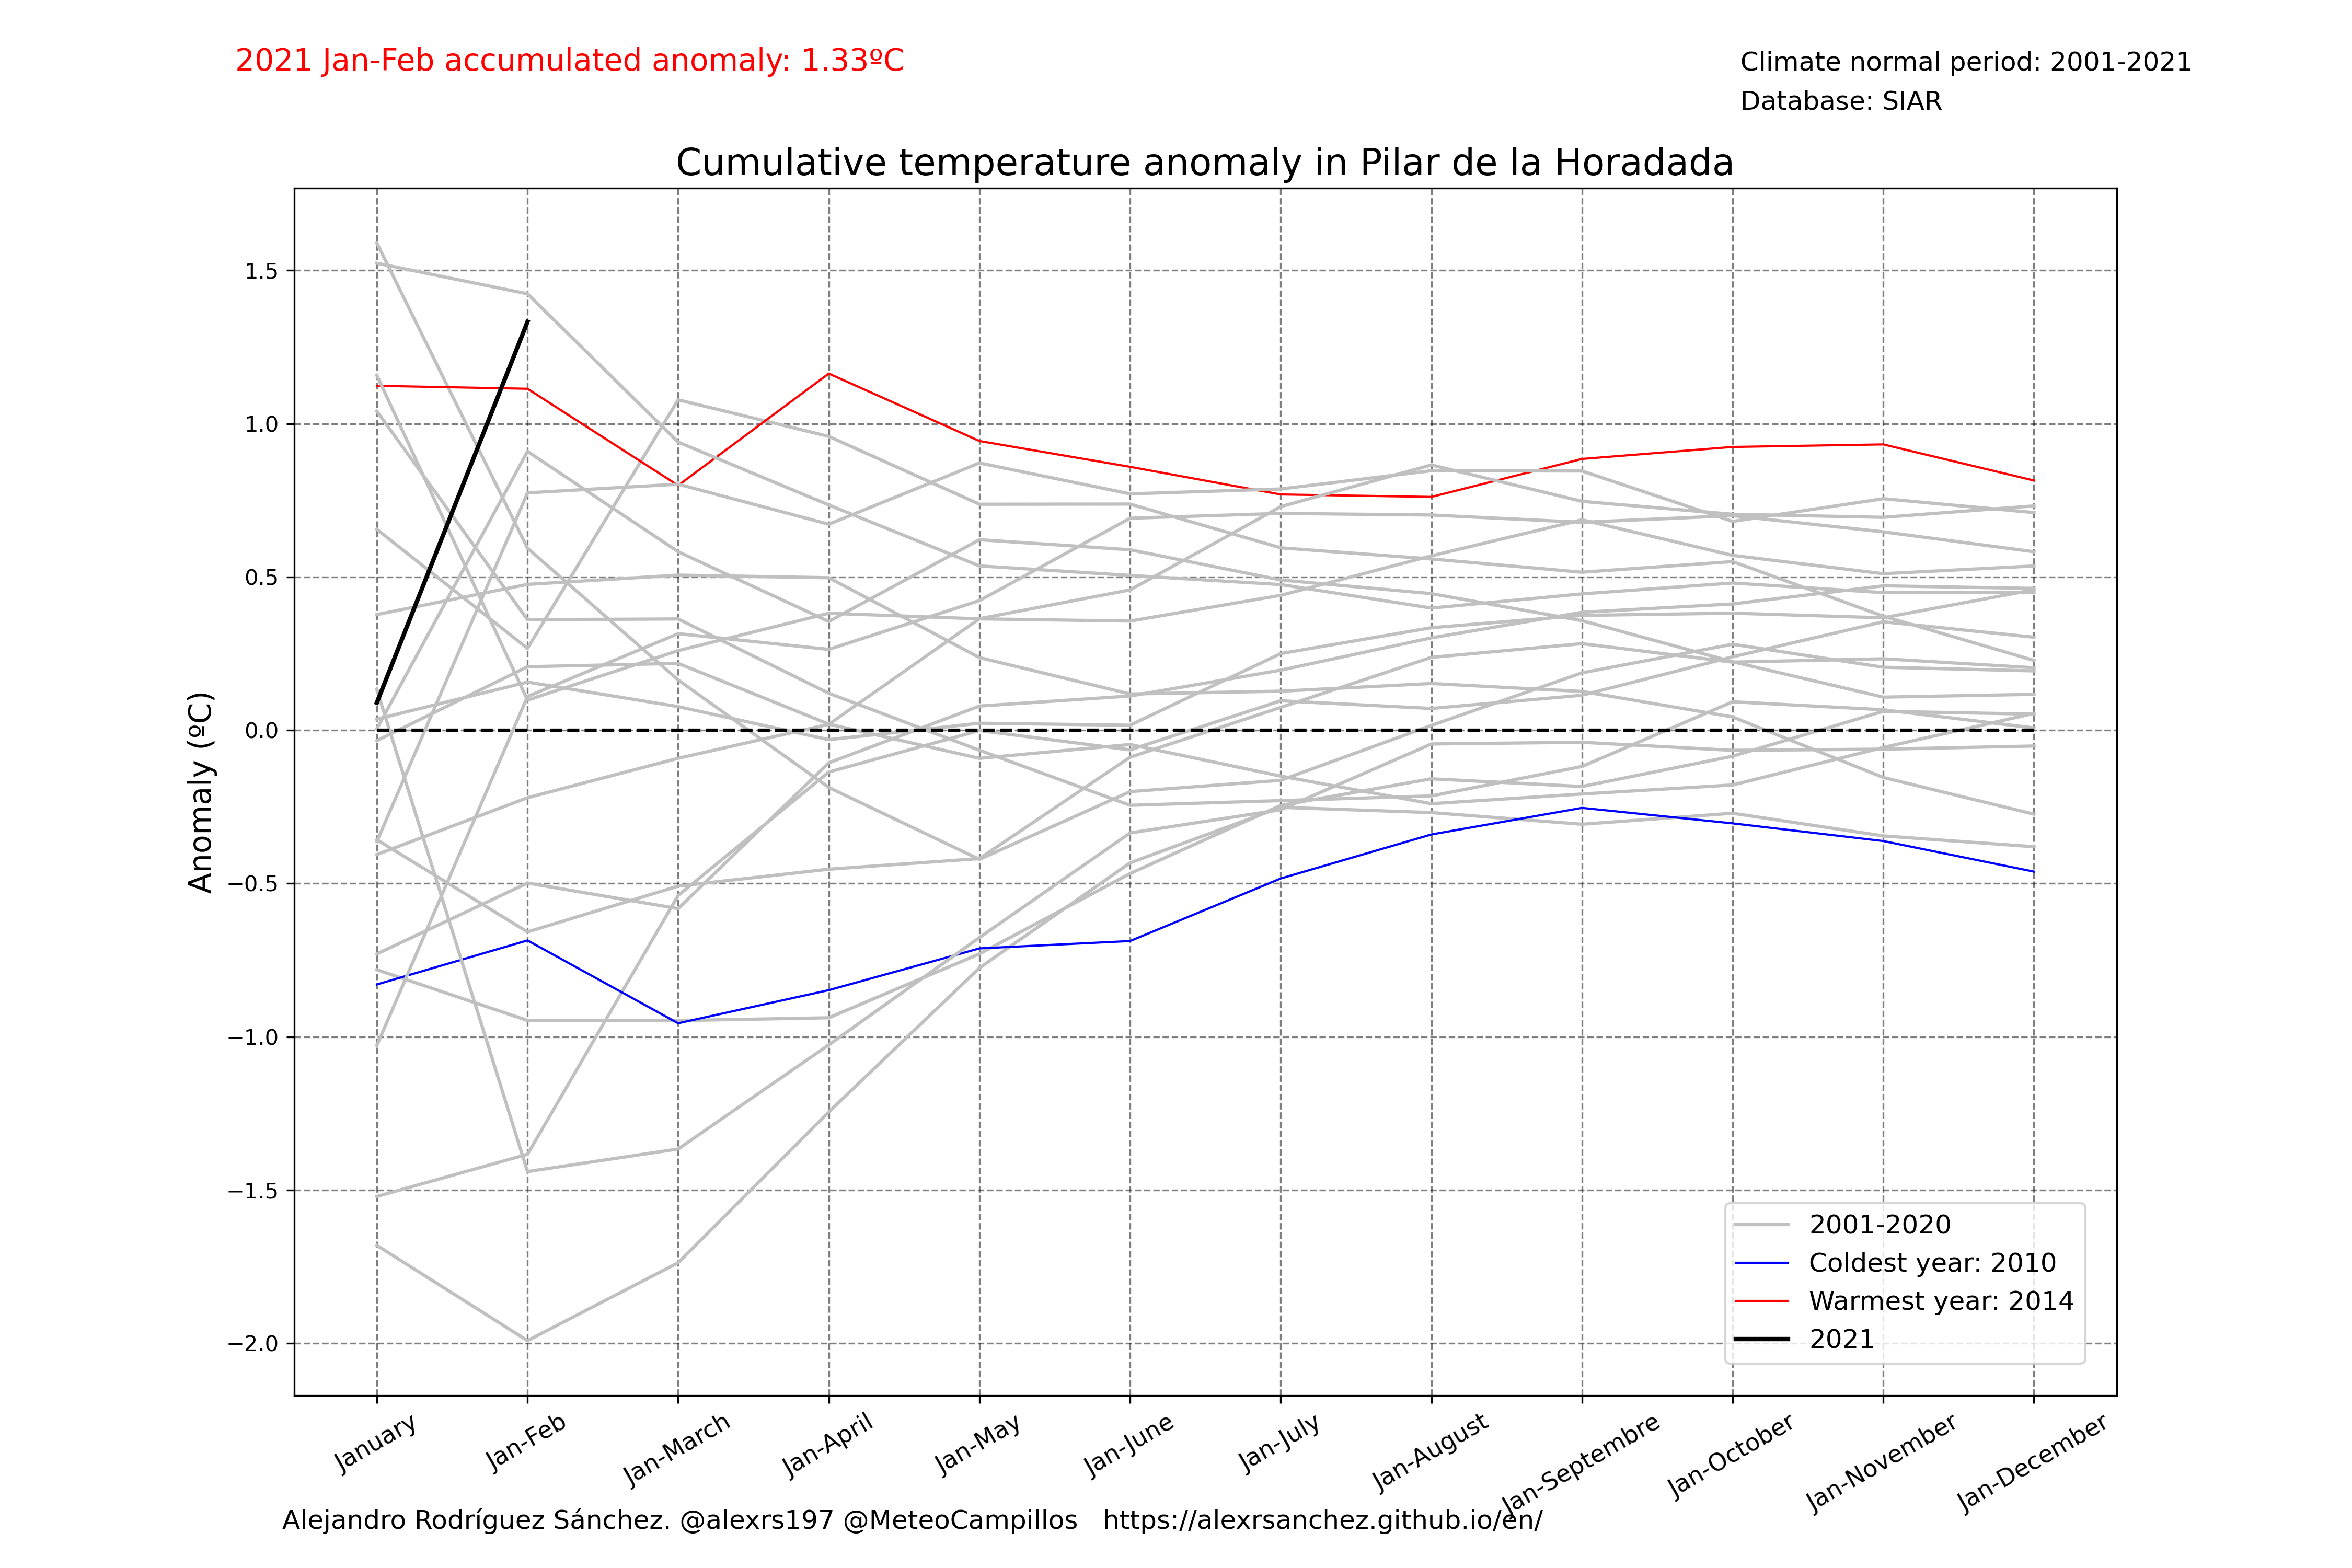 2021 Jan-Feb accumulated anomaly: 1.33ºC
Climate normal period: 2001-2021
Database: SIAR
Cumulative temperature anomaly in Pilar de la Horadada
Anomaly (ºC)
1.5
1.0
0.5
0.0
−0.5
−1.0
−1.5
−2.0
2001-2020
Coldest year: 2010
Warmest year: 2014
2021
January
Jan-Feb
Jan-March
Jan-April
Jan-May
Jan-June
Jan-July
Jan-August
Jan-Septembre
Jan-October
Jan-November
Jan-December
Alejandro Rodríguez Sánchez. @alexrs197 @MeteoCampillos https://alexrsanchez.github.io/en/